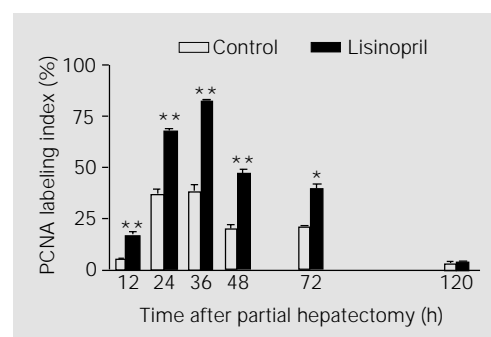 Control Lisinopril
PCNA labeling index (%)
100
75
50
25
0
**
**
**
**
*
12 24 36 48 72 120
Time after partial hepatectomy (h)